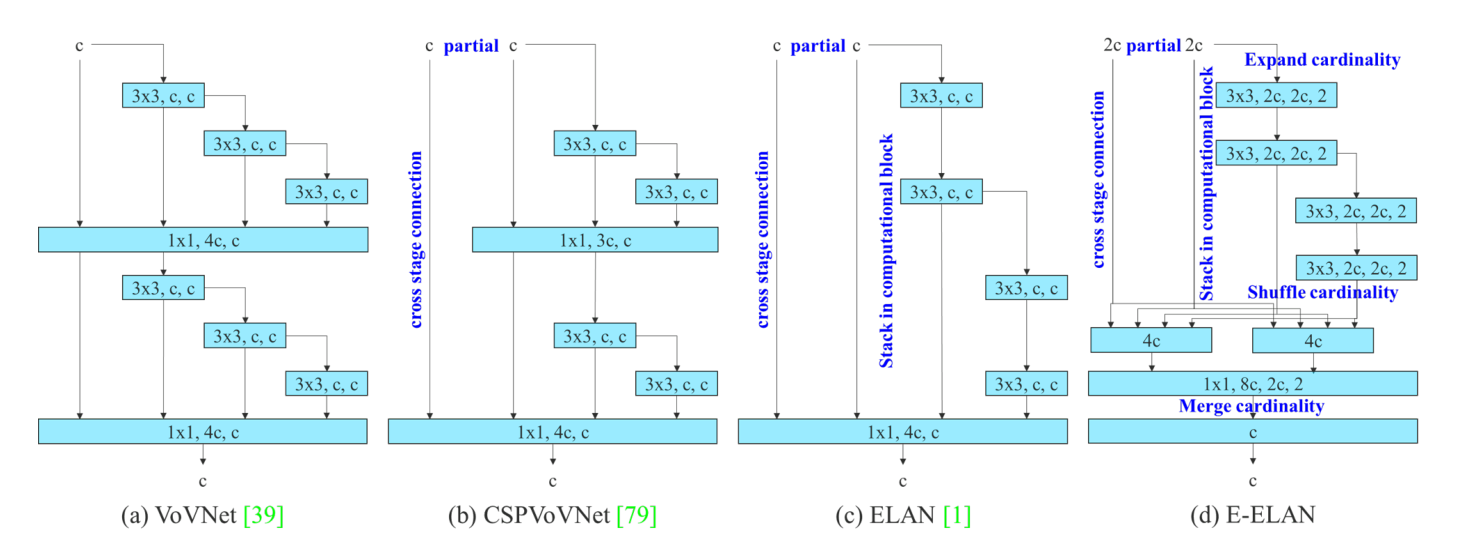 c
3x3, c, c
3x3, c, c
3x3, c, c
1x1, 4c, c
3x3, c, c
3x3, c, c
3x3, c, c
1x1, 4c, c
c
(a) VoVNet [39]
c partial c
cross stage connection
3x3, c, c
3x3, c, c
1x1, 3c, c
3x3, c, c
3x3, c, c
1x1, 4c, c
c
(b) CSPVoVNet [79]
c partial c
cross stage connection
Stack in computational block
3x3, c, c
3x3, c, c
3x3, c, c
3x3, c, c
1x1, 4c, c
c
(c) ELAN [1]
2c partial 2c
Expand cardinality
cross stage connection
Stack in computational block
3x3, 2c, 2c, 2
3x3, 2c, 2c, 2
3x3, 2c, 2c, 2
3x3, 2c, 2c, 2
Shuffle cardinality
4c
4c
1x1, 8c, 2c, 2
Merge cardinality
c
c
(d) E-ELAN